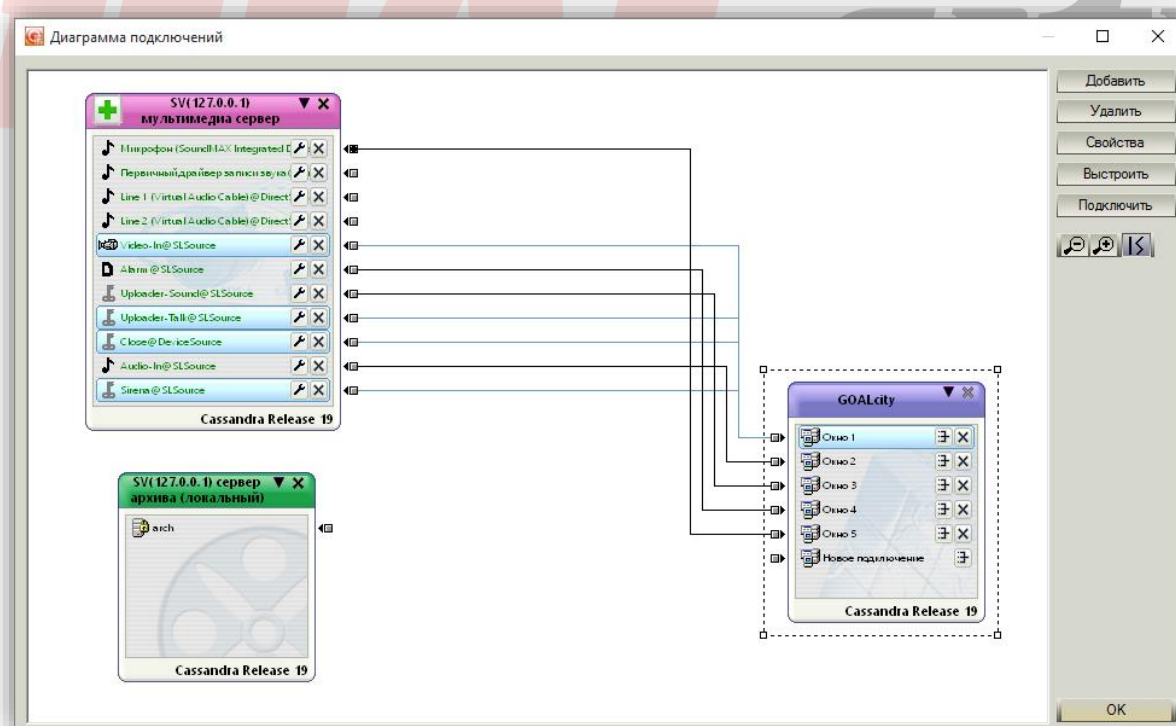 Диаграмма подключений
SV(127.0.0.1)
мультимедиа сервер
Микрофон (SoundMAX Integrated D
Первичный драйвер записи звука (
Line 1 (Virtual Audio Cable)@Direct
Line 2 (Virtual Audio Cable)@Direct
Video-In@SLSource
Alarm@SLSource
Uploader-Sound@SLSource
Uploader-Talk@SLSource
Close@DeviceSource
Audio-In@SLSource
Sirena@SLSource
Cassandra Release 19
SV(127.0.0.1) сервер
архива (локальный)
arch
Cassandra Release 19
GOALcity
Окно 1
Окно 2
Окно 3
Окно 4
Окно 5
Новое подключение
Cassandra Release 19
Добавить
Удалить
Свойства
Выстроить
Подключить
OK